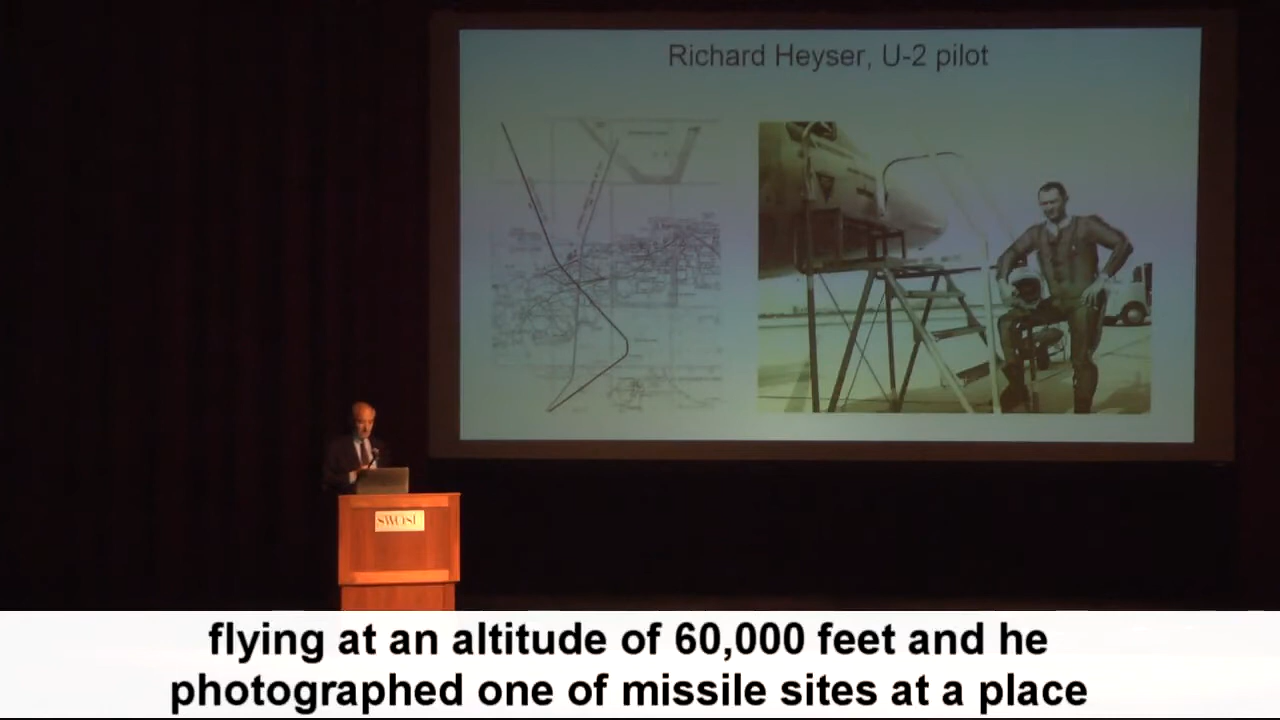 Richard Heyser, U-2 pilot
SWOSU
flying at an altitude of 60,000 feet and he
photographed one of missile sites at a place